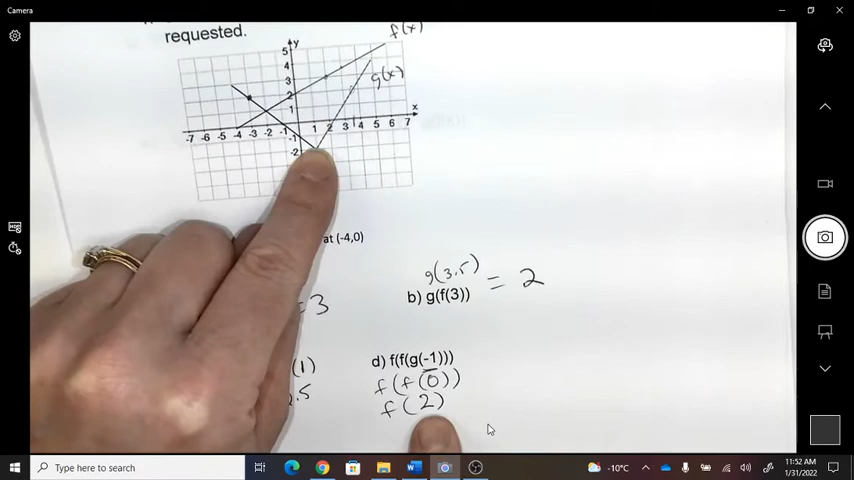 Camera
requested.
f(x)
5
y
4
g(x)
3
2
x
1
-7 -6 -5 -4 -3 -2 -1 1 2 3 4 5 6 7
-1
-2
at (-4,0)
g(3.5)
b) g(f(3)) = 2
= 3
(1)
.5
d) f(f(g(-1)))
f(f(0))
f(2)
Type here to search
-10°C
11:52 AM
1/31/2022